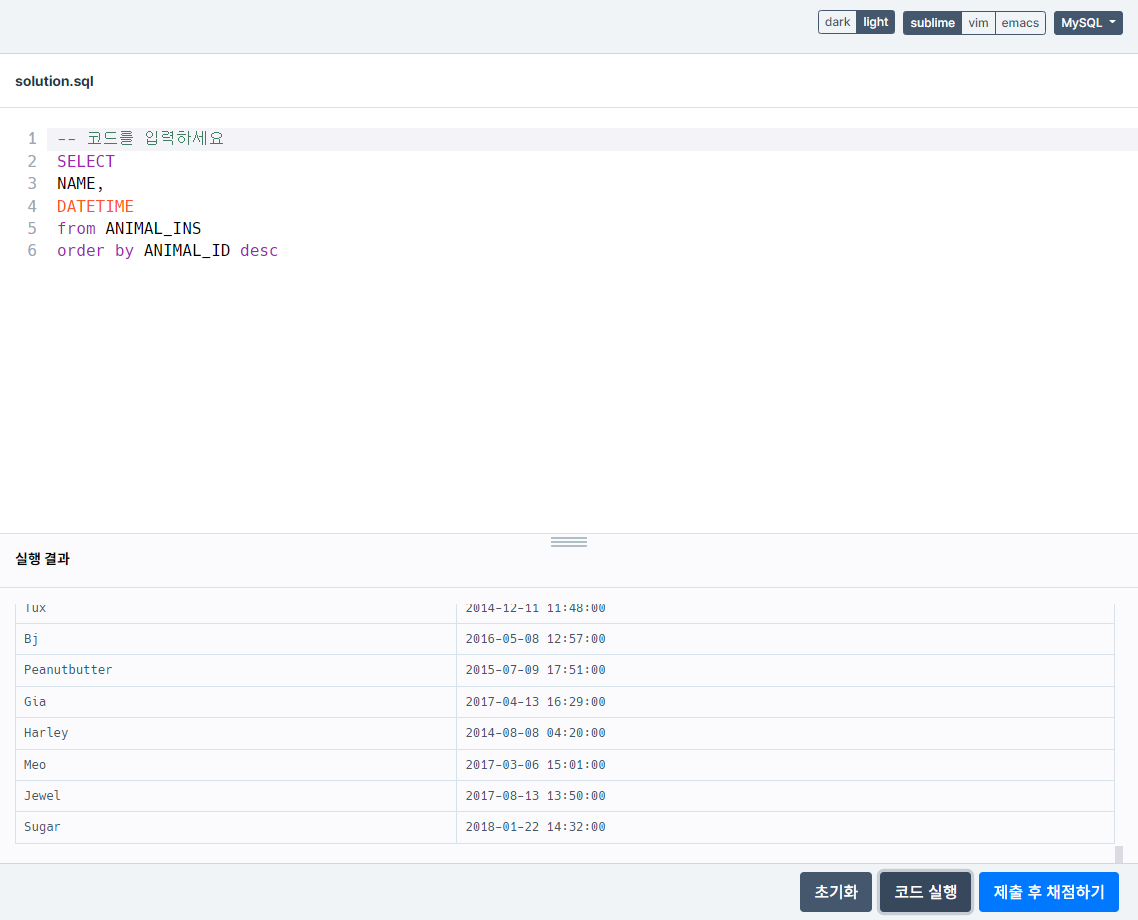 dark light sublime vim emacs MySQL
solution.sql
1 -- 코드를 입력하세요
2 SELECT
3 NAME,
4 DATETIME
5 from ANIMAL_INS
6 order by ANIMAL_ID desc
실행 결과
Tux 2014-12-11 11:48:00
Bj 2016-05-08 12:57:00
Peanutbutter 2015-07-09 17:51:00
Gia 2017-04-13 16:29:00
Harley 2014-08-08 04:20:00
Meo 2017-03-06 15:01:00
Jewel 2017-08-13 13:50:00
Sugar 2018-01-22 14:32:00
초기화 코드 실행 제출 후 채점하기